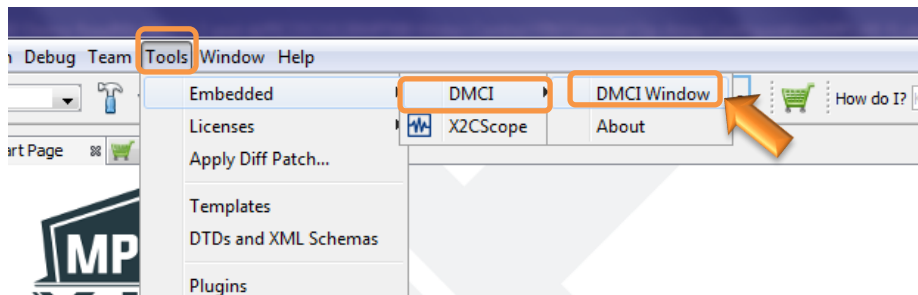 Debug Team Tools Window Help
Embedded DMCI DMCI Window How do I?
Licenses X2CScope About
art Page
Apply Diff Patch...
Templates
MP
DTDs and XML Schemas
Plugins